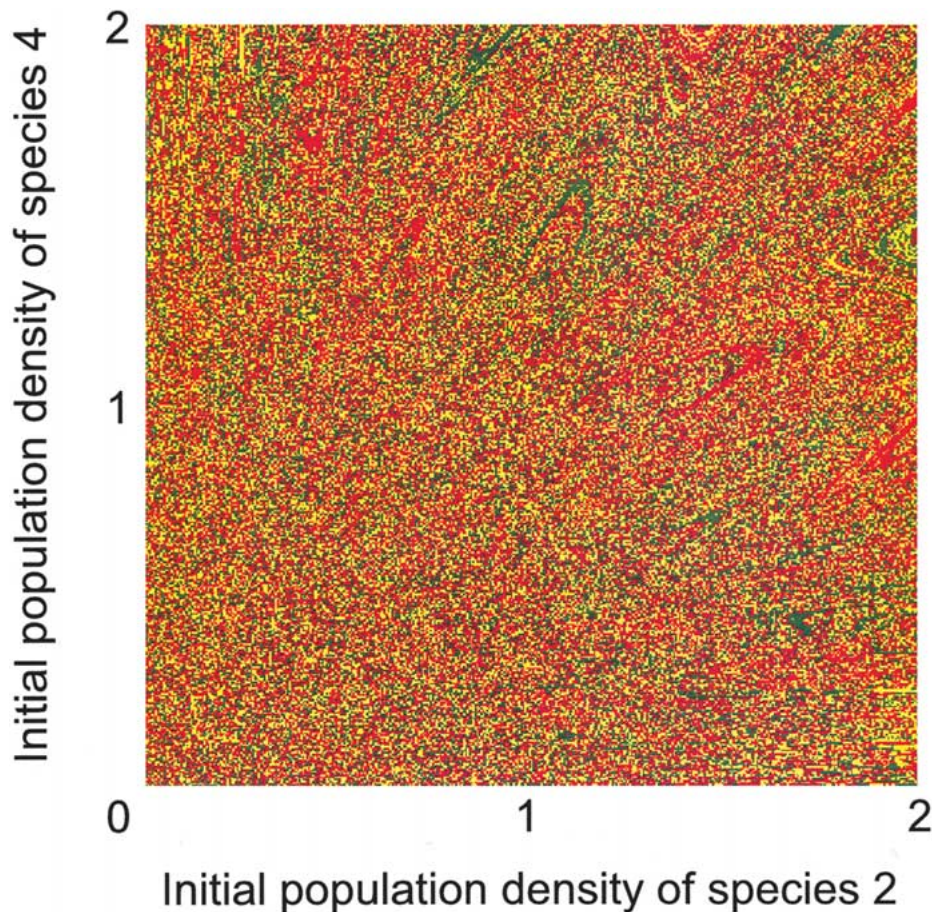 Initial population density of species 4
2
1
0
1
2
Initial population density of species 2